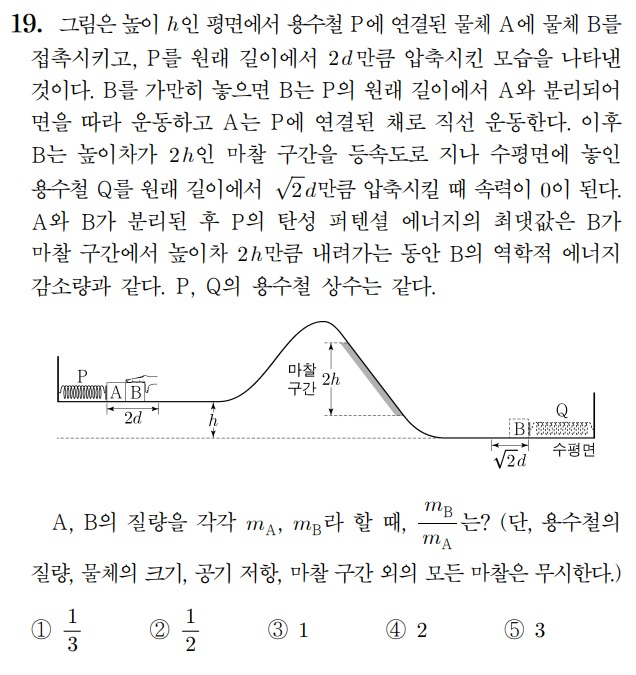 19. 그림은 높이 h인 평면에서 용수철 P에 연결된 물체 A에 물체 B를
접촉시키고, P를 원래 길이에서 2d만큼 압축시킨 모습을 나타낸
것이다. B를 가만히 놓으면 B는 P의 원래 길이에서 A와 분리되어
면을 따라 운동하고 A는 P에 연결된 채로 직선 운동한다. 이후
B는 높이차가 2h인 마찰 구간을 등속도로 지나 수평면에 놓인
용수철 Q를 원래 길이에서 √2d만큼 압축시킬 때 속력이 0이 된다.
A와 B가 분리된 후 P의 탄성 퍼텐셜 에너지의 최댓값은 B가
마찰 구간에서 높이차 2h만큼 내려가는 동안 B의 역학적 에너지
감소량과 같다. P, Q의 용수철 상수는 같다.
P
A B
2d
h
마찰
구간
2h
Q
B
√2d
수평면
A, B의 질량을 각각 mA, mB라 할 때, mB/mA는? (단, 용수철의
질량, 물체의 크기, 공기 저항, 마찰 구간 외의 모든 마찰은 무시한다.)
① 1/3 ② 1/2 ③ 1 ④ 2 ⑤ 3